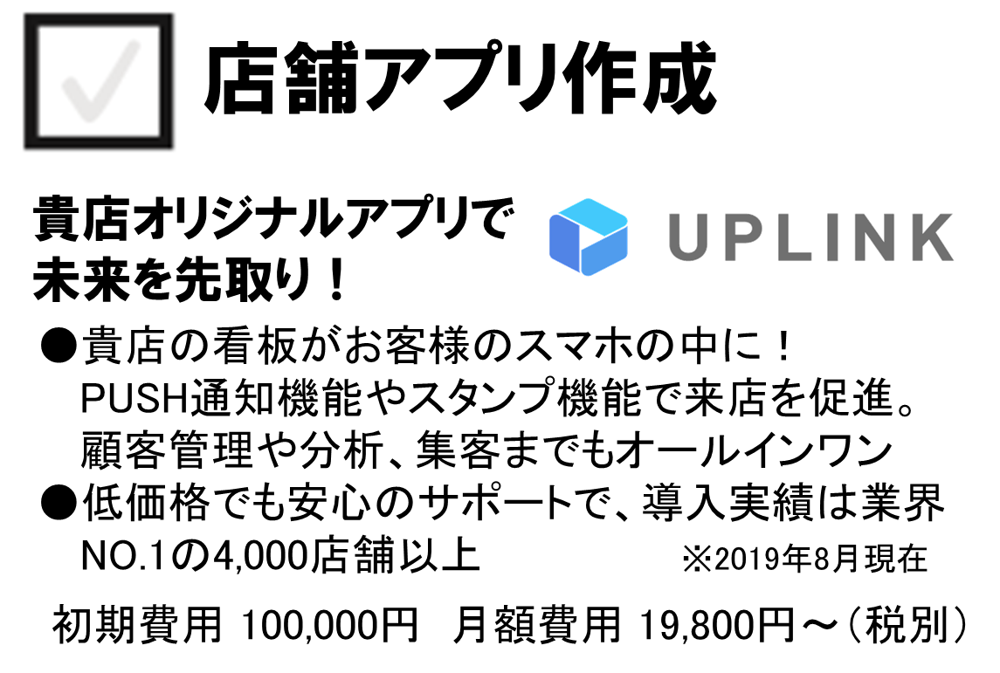 店舗アプリ作成
貴店オリジナルアプリで
未来を先取り！
UPLINK
●貴店の看板がお客様のスマホの中に！
PUSH通知機能やスタンプ機能で来店を促進。
顧客管理や分析、集客までもオールインワン
●低価格でも安心のサポートで、導入実績は業界
NO.1の4,000店舗以上 ※2019年8月現在
初期費用 100,000円 月額費用 19,800円～（税別）